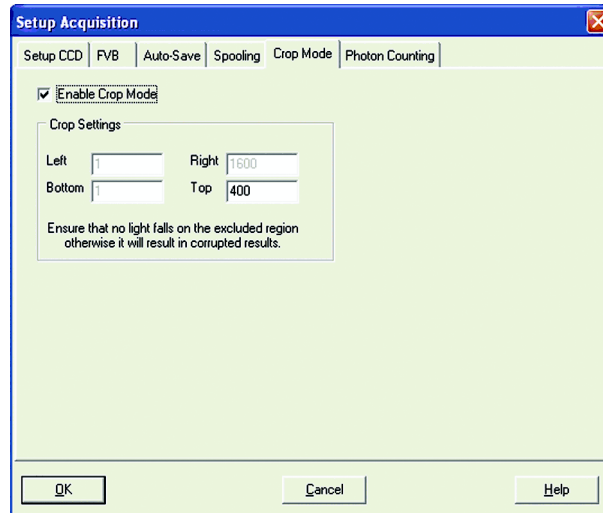 Setup Acquisition
Setup CCD FVB Auto-Save Spooling Crop Mode Photon Counting
Enable Crop Mode
Crop Settings
Left 1 Right 1600
Bottom 1 Top 400
Ensure that no light falls on the excluded region
otherwise it will result in corrupted results.
OK Cancel Help